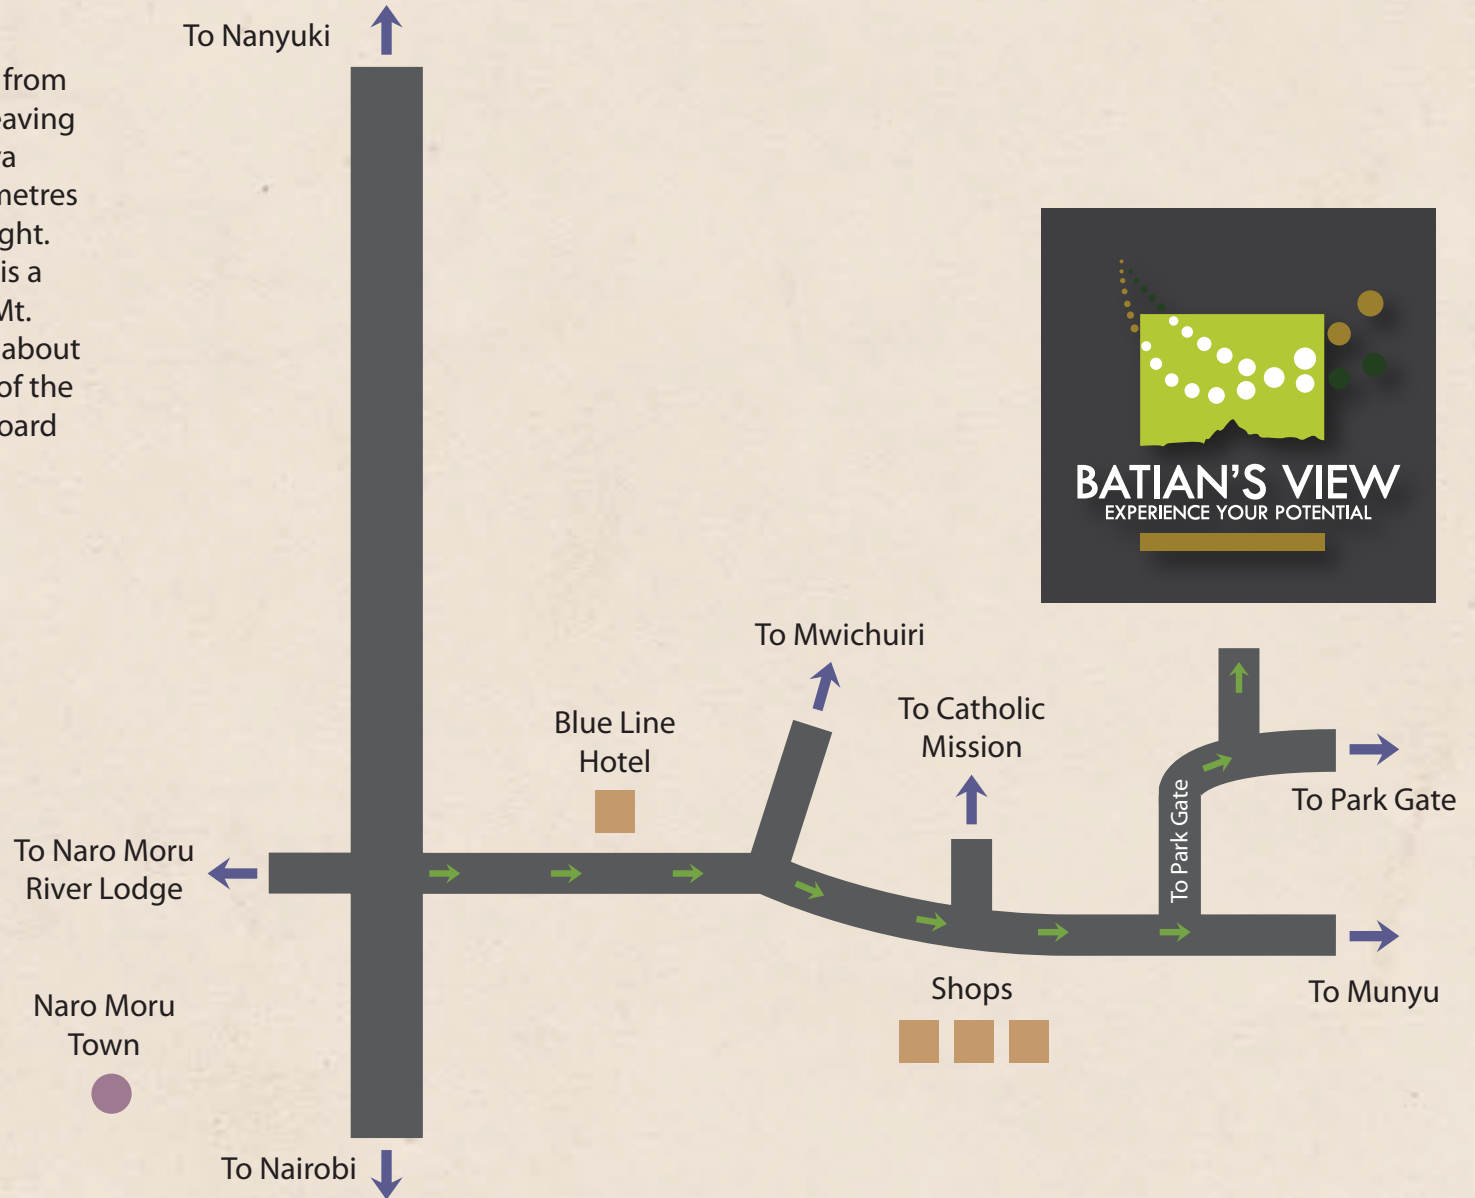 To Nanyuki
from
eaving
a
metres
ght.
is a
Mt.
about
of the
oard
BATIAN'S VIEW
EXPERIENCE YOUR POTENTIAL
To Mwichuiri
To Catholic
Mission
Blue Line
Hotel
To Park Gate
To Park Gate
To Naro Moru
River Lodge
Shops
To Munyu
Naro Moru
Town
To Nairobi